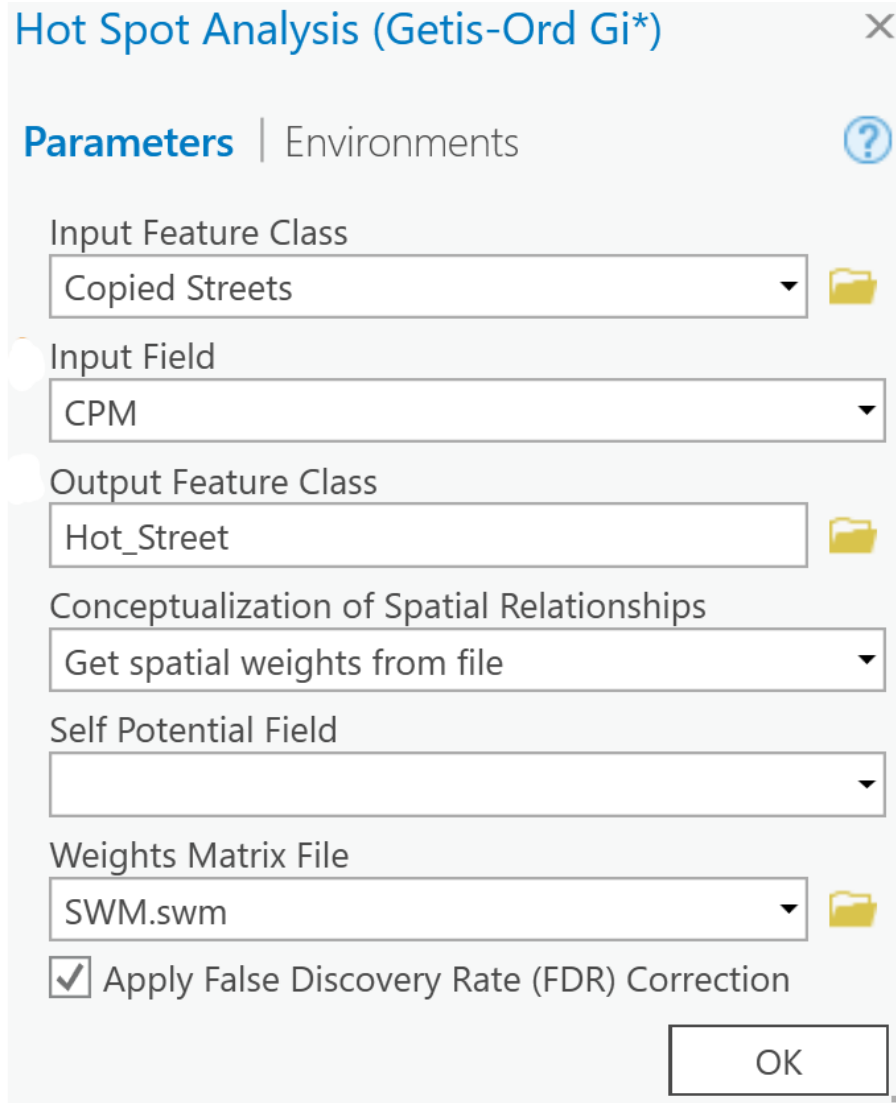 Hot Spot Analysis (Getis-Ord Gi*)
Parameters | Environments
Input Feature Class
Copied Streets
Input Field
CPM
Output Feature Class
Hot_Street
Conceptualization of Spatial Relationships
Get spatial weights from file
Self Potential Field
Weights Matrix File
SWM.swm
Apply False Discovery Rate (FDR) Correction
OK